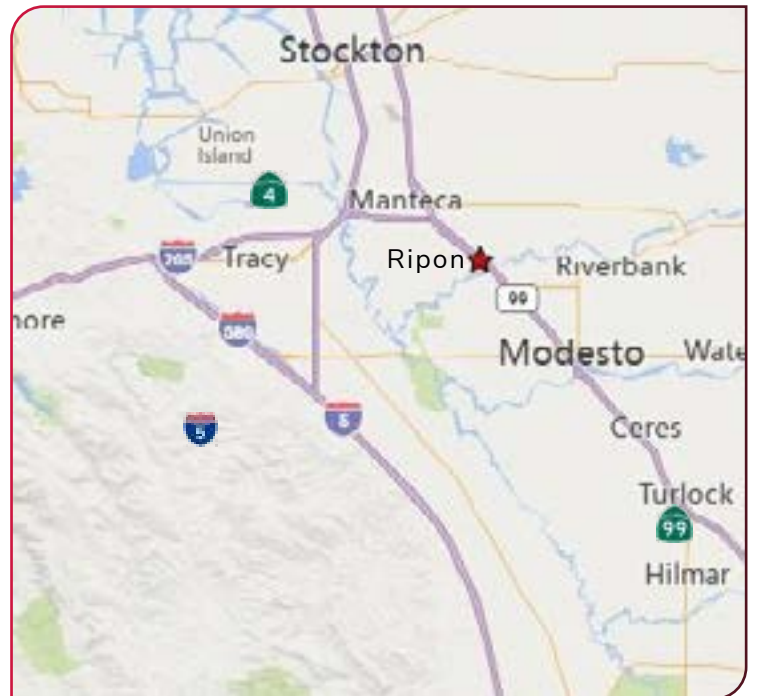 Stockton
Union
Island
4
Manteca
205
Tracy
Ripon
Riverbank
99
more
580
Modesto
Wate
5
5
Ceres
Turlock
99
Hilmar